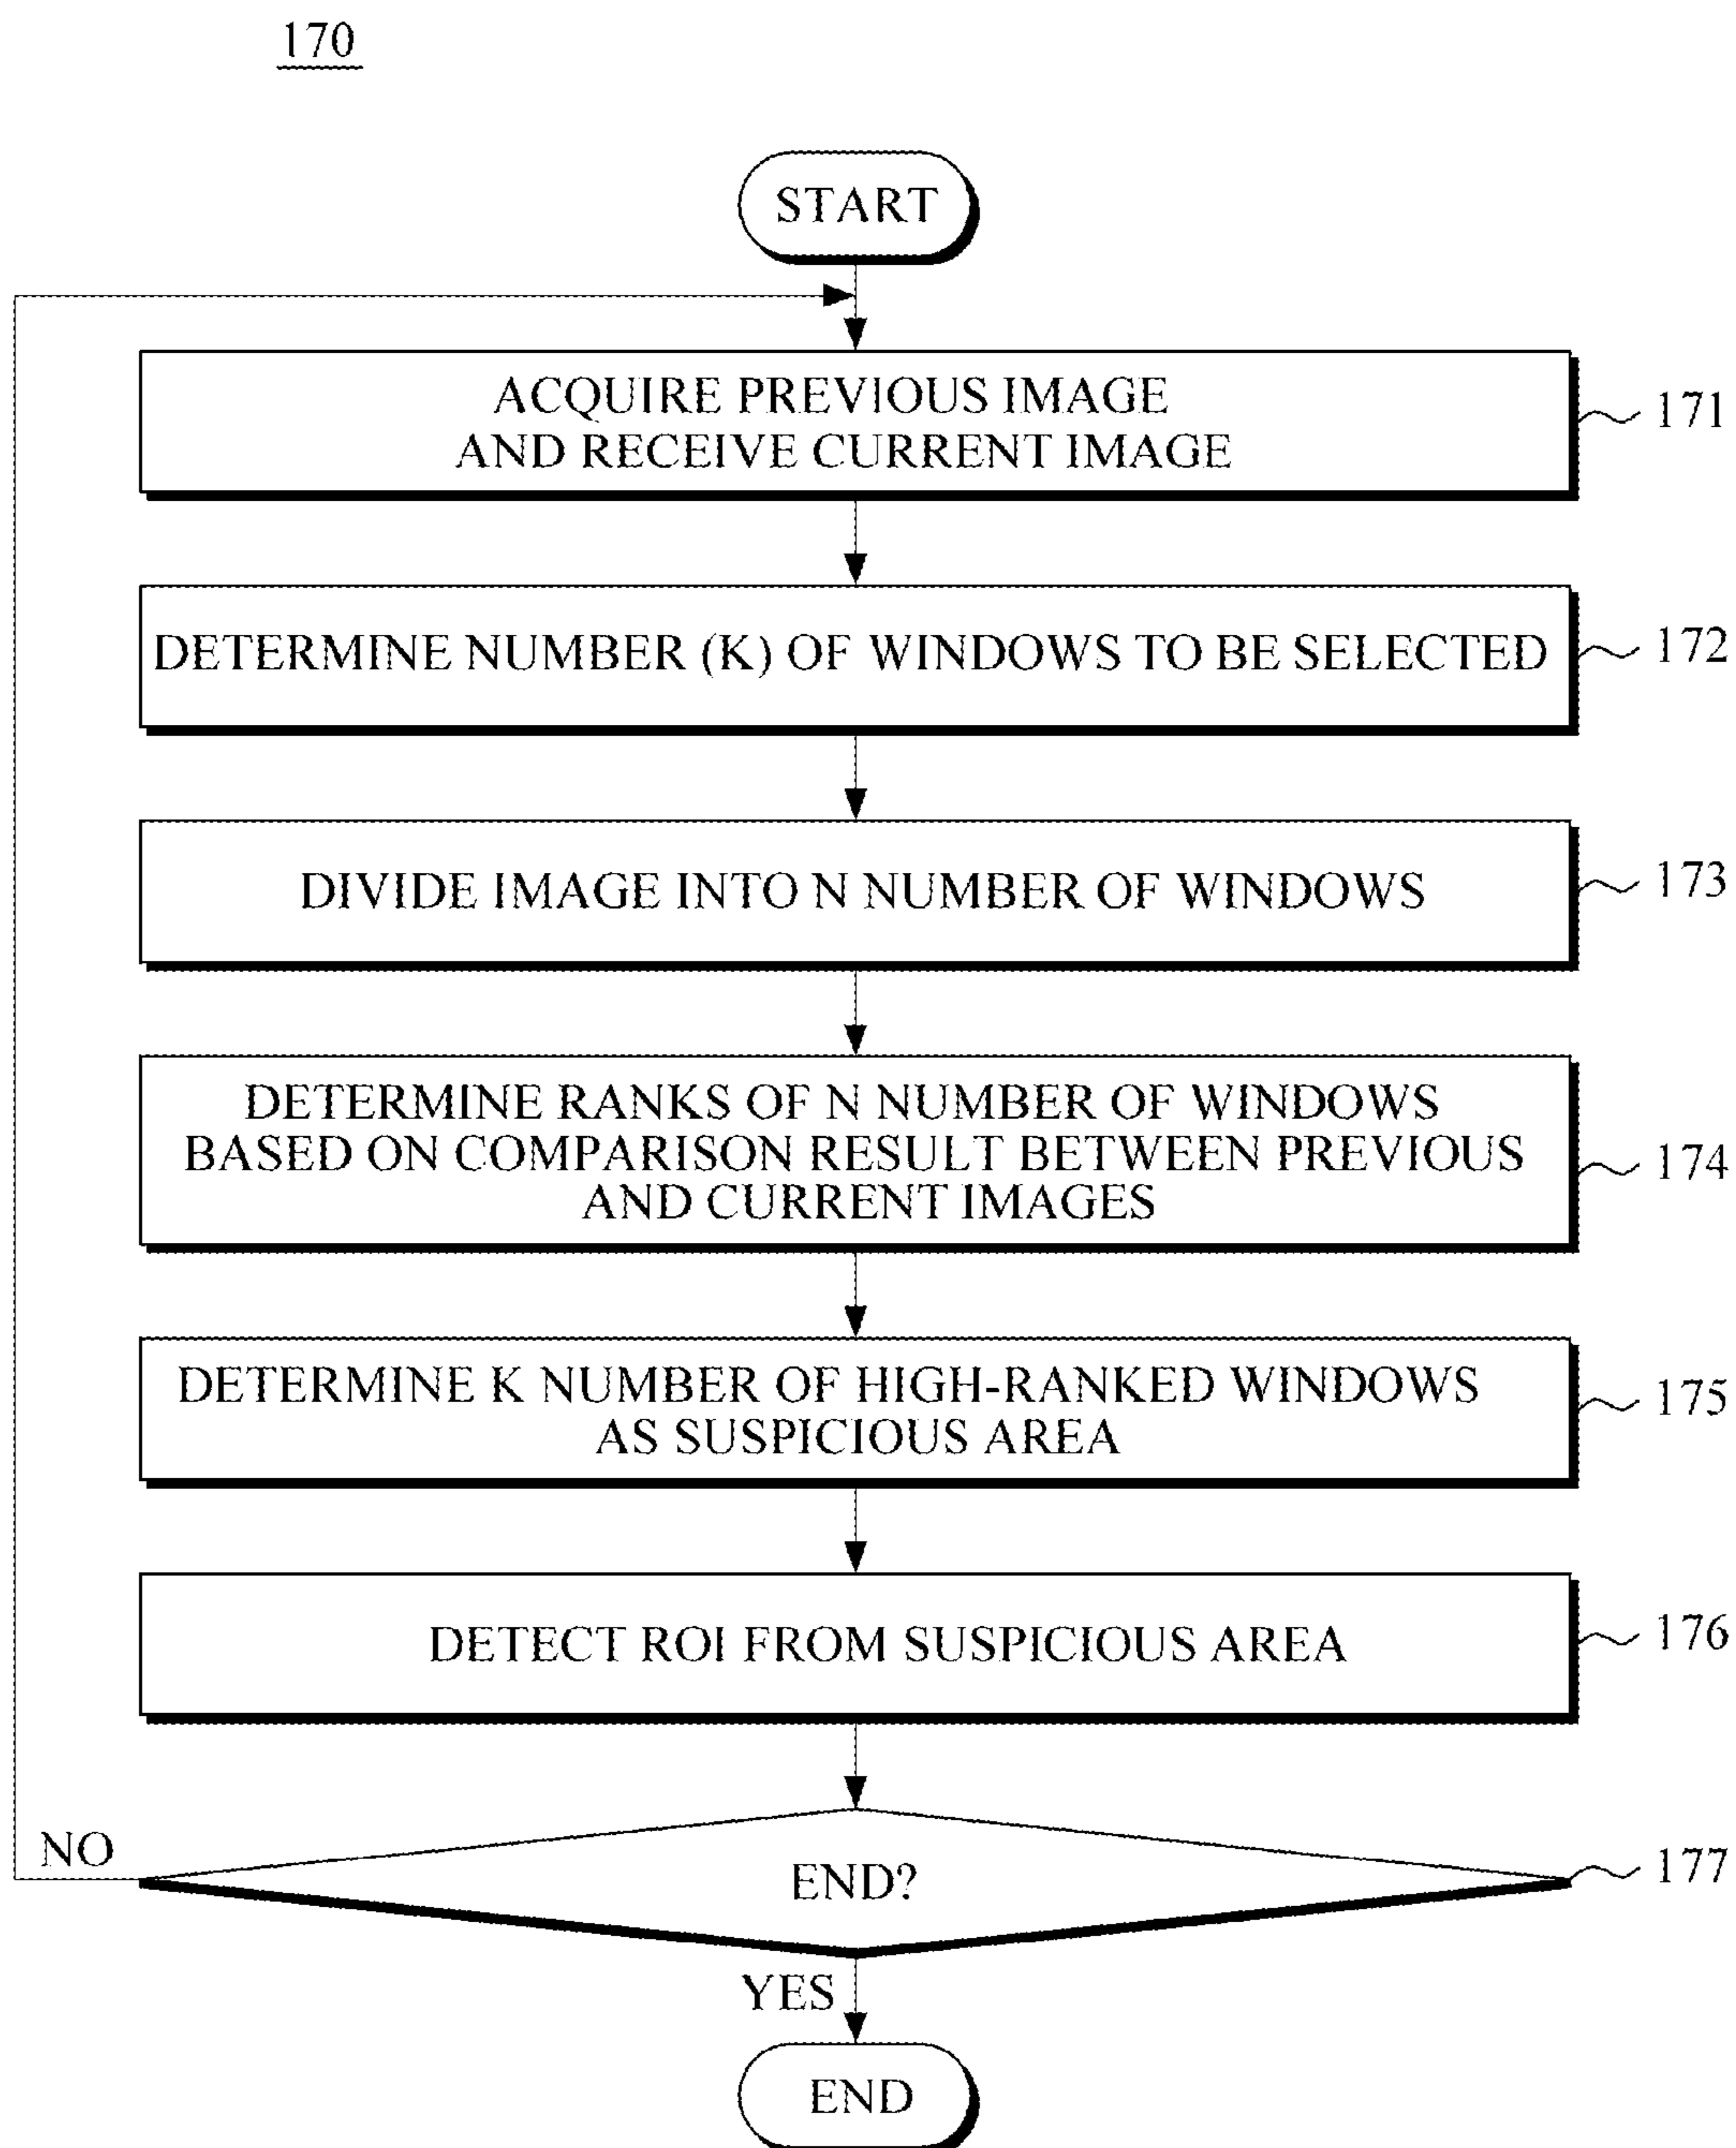 170
START
ACQUIRE PREVIOUS IMAGE
AND RECEIVE CURRENT IMAGE
171
DETERMINE NUMBER (K) OF WINDOWS TO BE SELECTED
172
DIVIDE IMAGE INTO N NUMBER OF WINDOWS
173
DETERMINE RANKS OF N NUMBER OF WINDOWS
BASED ON COMPARISON RESULT BETWEEN PREVIOUS
AND CURRENT IMAGES
174
DETERMINE K NUMBER OF HIGH-RANKED WINDOWS
AS SUSPICIOUS AREA
175
DETECT ROI FROM SUSPICIOUS AREA
176
NO
END?
177
YES
END